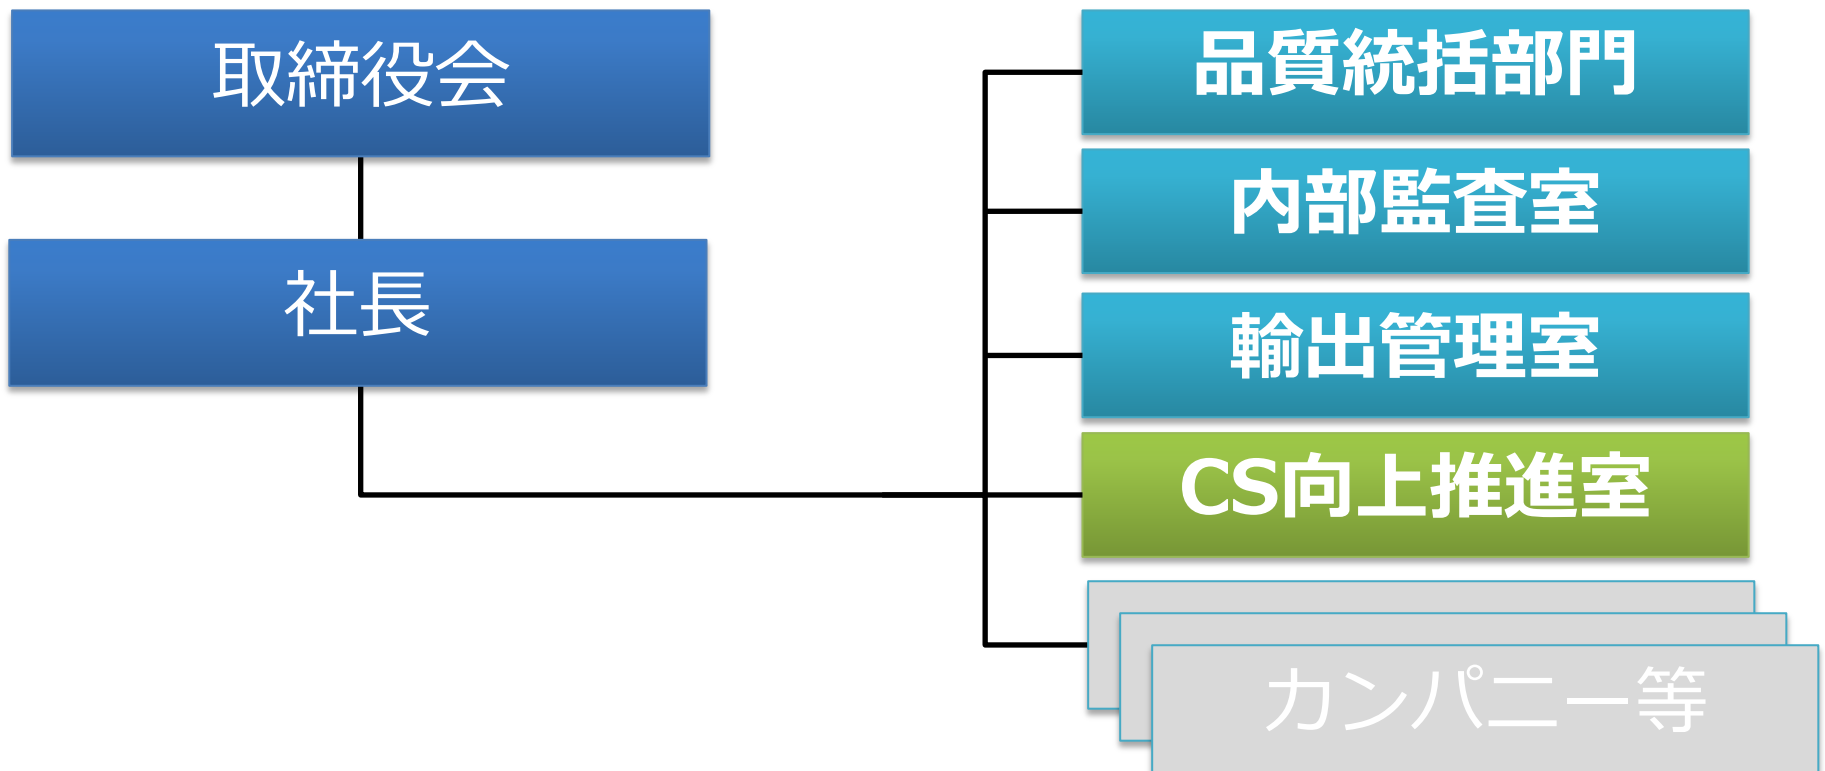 取締役会
社長
品質統括部門
内部監査室
輸出管理室
CS向上推進室
カンパニー等